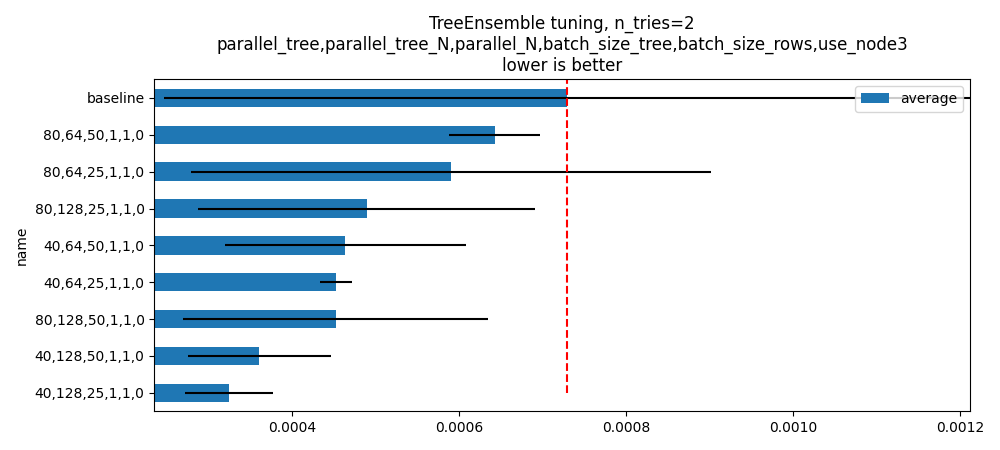 TreeEnsemble tuning, n_tries=2
parallel_tree,parallel_tree_N,parallel_N,batch_size_tree,batch_size_rows,use_node3
lower is better
average
name
baseline
80,64,50,1,1,0
80,64,25,1,1,0
80,128,25,1,1,0
40,64,50,1,1,0
40,64,25,1,1,0
80,128,50,1,1,0
40,128,50,1,1,0
40,128,25,1,1,0
0.0004 0.0006 0.0008 0.0010 0.0012